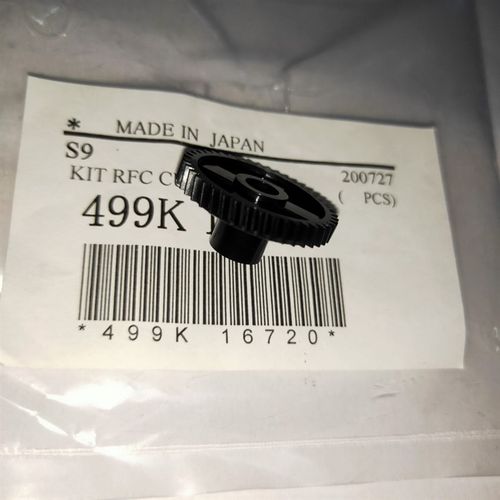 * MADE IN JAPAN
S9 200727
KIT RFC ( PCS)
499K
*499K 16720*